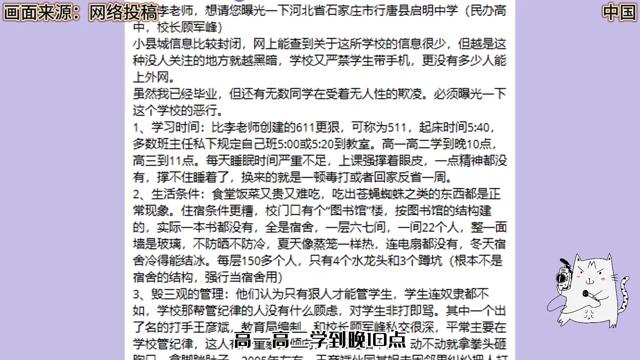 画面来源：网络投稿
中国
李老师，想请您曝光一下河北省石家庄市行唐县启明中学（民办高
中，校长顾军峰）
小县城信息比较封闭，网上能查到关于这所学校的信息很少，但越是这
种没人关注的地方就越黑暗，学校又严禁学生带手机，更没有多少人能
上外网。
虽然我已经毕业，但还有无数同学在受着无人性的欺凌。必须曝光一下
这个学校的恶行。
1、学习时间：比李老师创建的611更狠，可称为511，起床时间5:40，
多数班主任私下规定自己班5:00或5:20到教室。高一高二学到晚10点，
高三到11点。每天睡眠时间严重不足，上课强撑着眼皮，一点精神都没
有，撑不住睡着了，换来的就是一顿毒打或者回家反省一周。
2、生活条件：食堂饭菜又贵又难吃，吃出苍蝇蜘蛛之类的东西都是正
常现象。住宿条件更糟，校门口有个“图书馆”楼，按图书馆的结构建
的，实际一本书都没有，全是宿舍，一层六七间，一间22个人，整一面
墙是玻璃，不防晒不防冷，夏天像蒸笼一样热，连电扇都没有，冬天宿
舍冷得能结冰。每层150多个人，只有4个水龙头和3个蹲坑（根本不是
宿舍的结构，强行当宿舍用）
3、毁三观的管理：他们认为只有狠人才能管学生，学生连奴隶都不
如，学校那帮管纪律的人没有什么顾虑，对学生非打即骂。其中一个出
了名的打手王彦斌，教育局编制，和校长顾军峰私交很深，平常主要在
学校管纪律，这人
动不动就拿拳头砸
高一高二学到晚10点